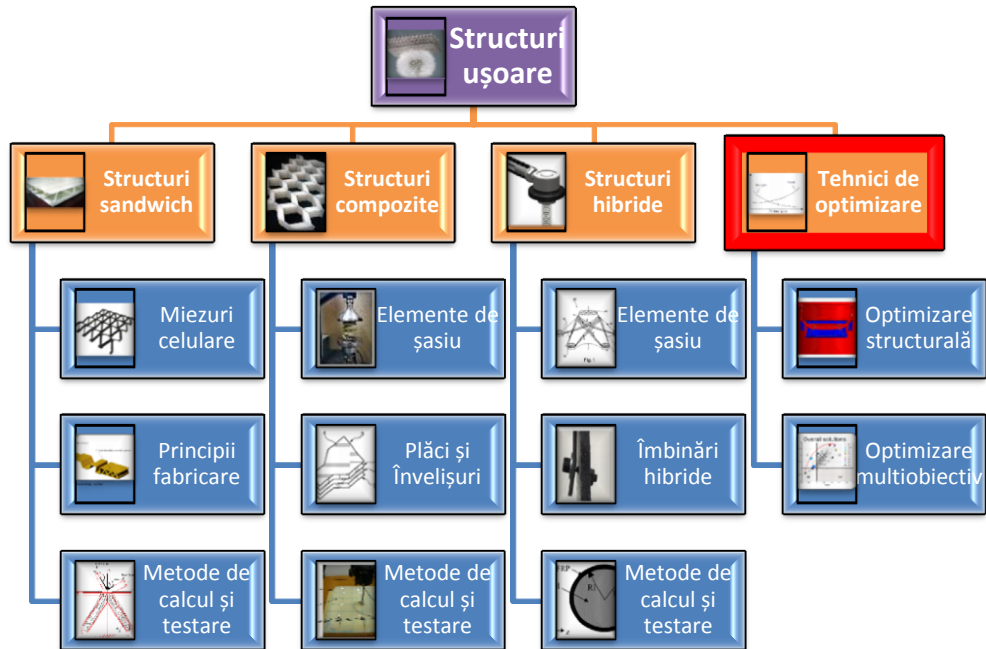 Structuri
ușoare
Structuri
sandwich
Structuri
compozite
Structuri
hibride
Tehnici de
optimizare
Miezuri
celulare
Elemente de
șasiu
Elemente de
șasiu
Optimizare
structurală
Principii
fabricare
Plăci și
Învelișuri
Îmbinări
hibride
Optimizare
multiobiectiv
Metode de
calcul și
testare
Metode de
calcul și
testare
Metode de
calcul și
testare